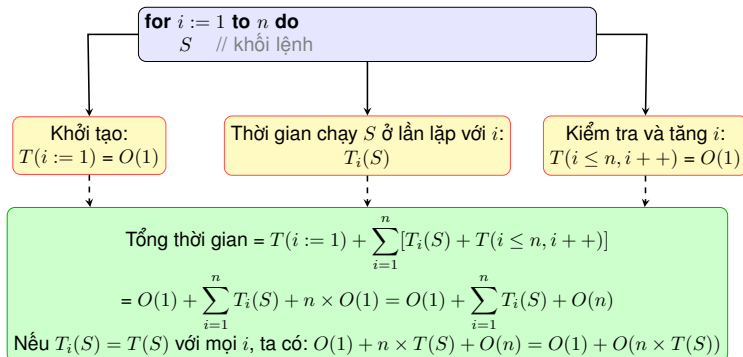 for i := 1 to n do
S // khối lệnh
Khởi tạo:
T(i := 1) = O(1)
Thời gian chạy S ở lần lặp với i:
T_i(S)
Kiểm tra và tăng i:
T(i ≤ n, i + +) = O(1)
Tổng thời gian = T(i := 1) + ∑_{i=1}^{n} [T_i(S) + T(i ≤ n, i + +)]
= O(1) + ∑_{i=1}^{n} T_i(S) + n × O(1) = O(1) + ∑_{i=1}^{n} T_i(S) + O(n)
Nếu T_i(S) = T(S) với mọi i, ta có: O(1) + n × T(S) + O(n) = O(1) + O(n × T(S))